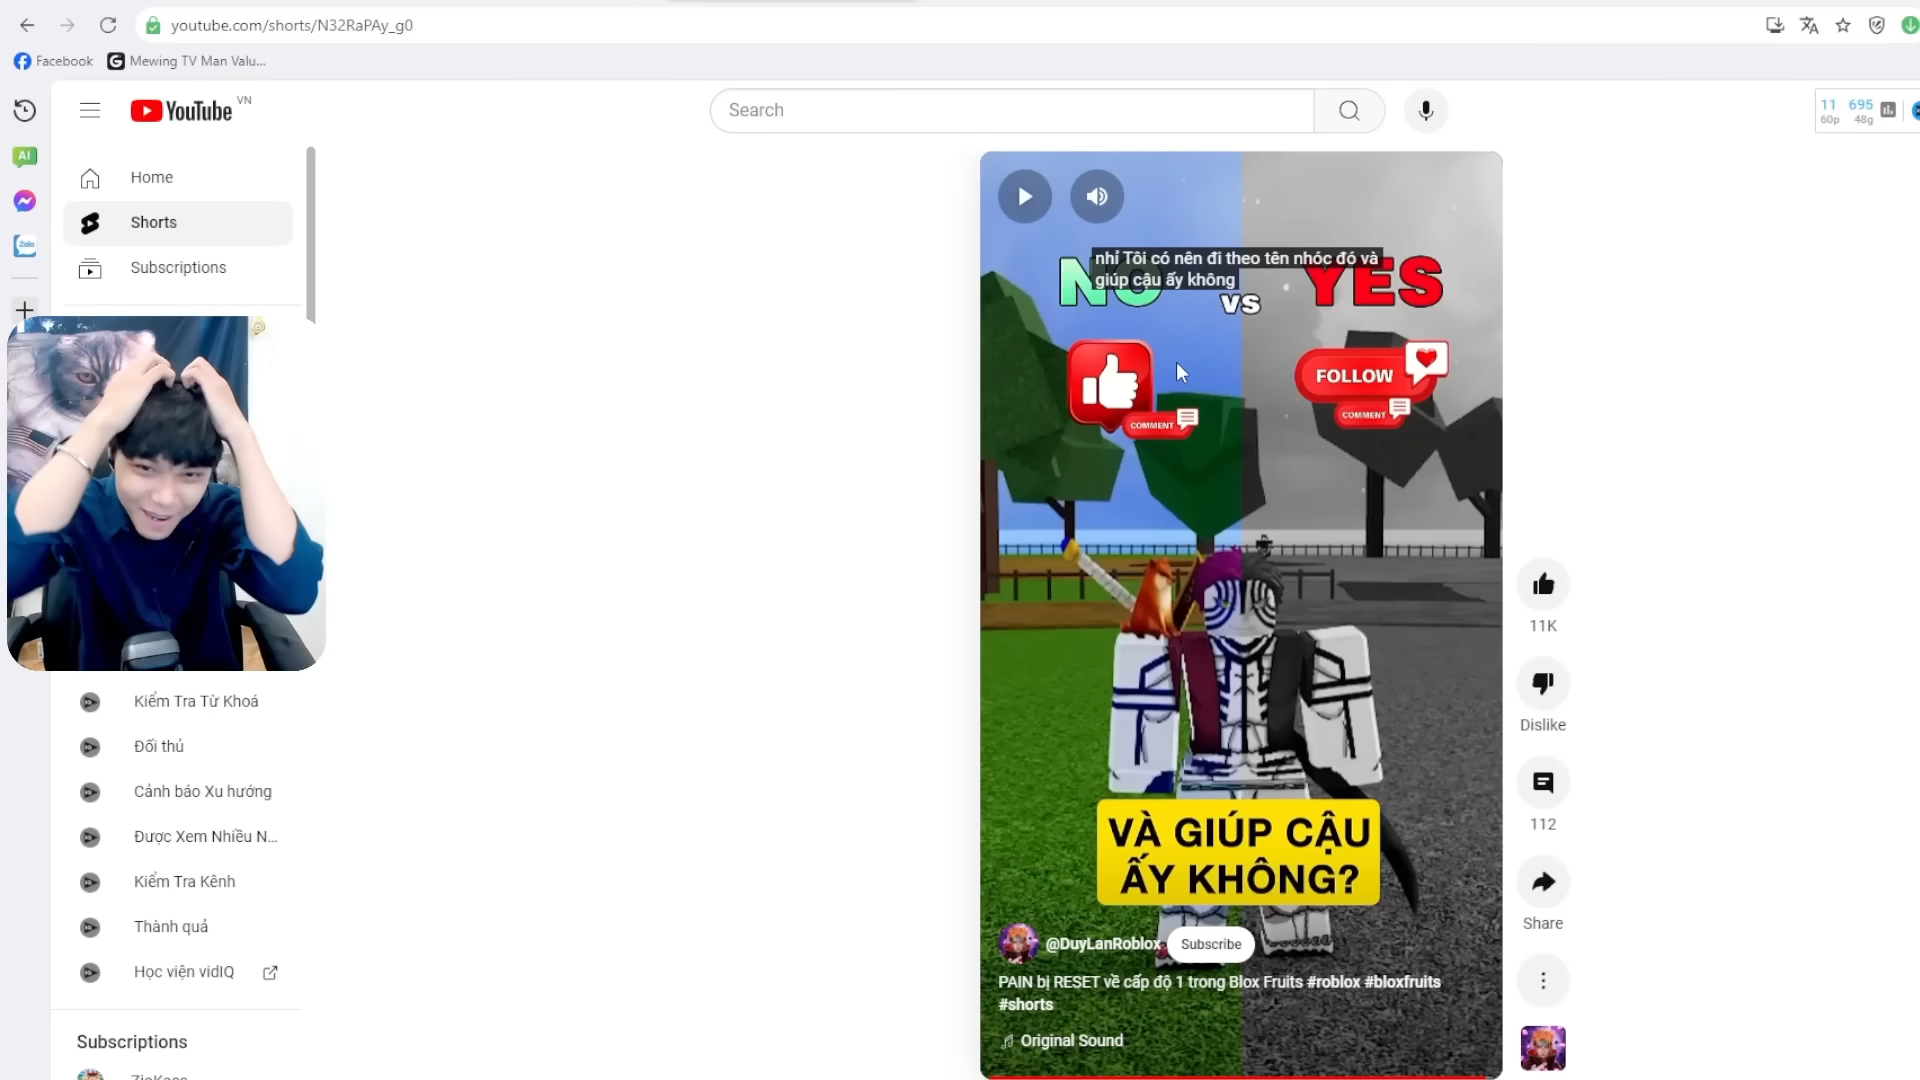 youtube.com/shorts/N32RaPAy_g0
Facebook
Mewing TV Man Valu...
YouTube VN
Search
11 695
60p 48g
AI
Zalo
Home
Shorts
Subscriptions
Kiểm Tra Từ Khoá
Đối thủ
Cảnh báo Xu hướng
Được Xem Nhiều N...
Kiểm Tra Kênh
Thành quả
Học viện vidIQ
Subscriptions
nhỉ Tôi có nên đi theo tên nhóc đó và
giúp cậu ấy không
NO VS YES
FOLLOW
COMMENT
COMMENT
VÀ GIÚP CẬU
ẤY KHÔNG?
@DuyLanRoblox Subscribe
PAIN bị RESET về cấp độ 1 trong Blox Fruits #roblox #bloxfruits
#shorts
Original Sound
11K
Dislike
112
Share